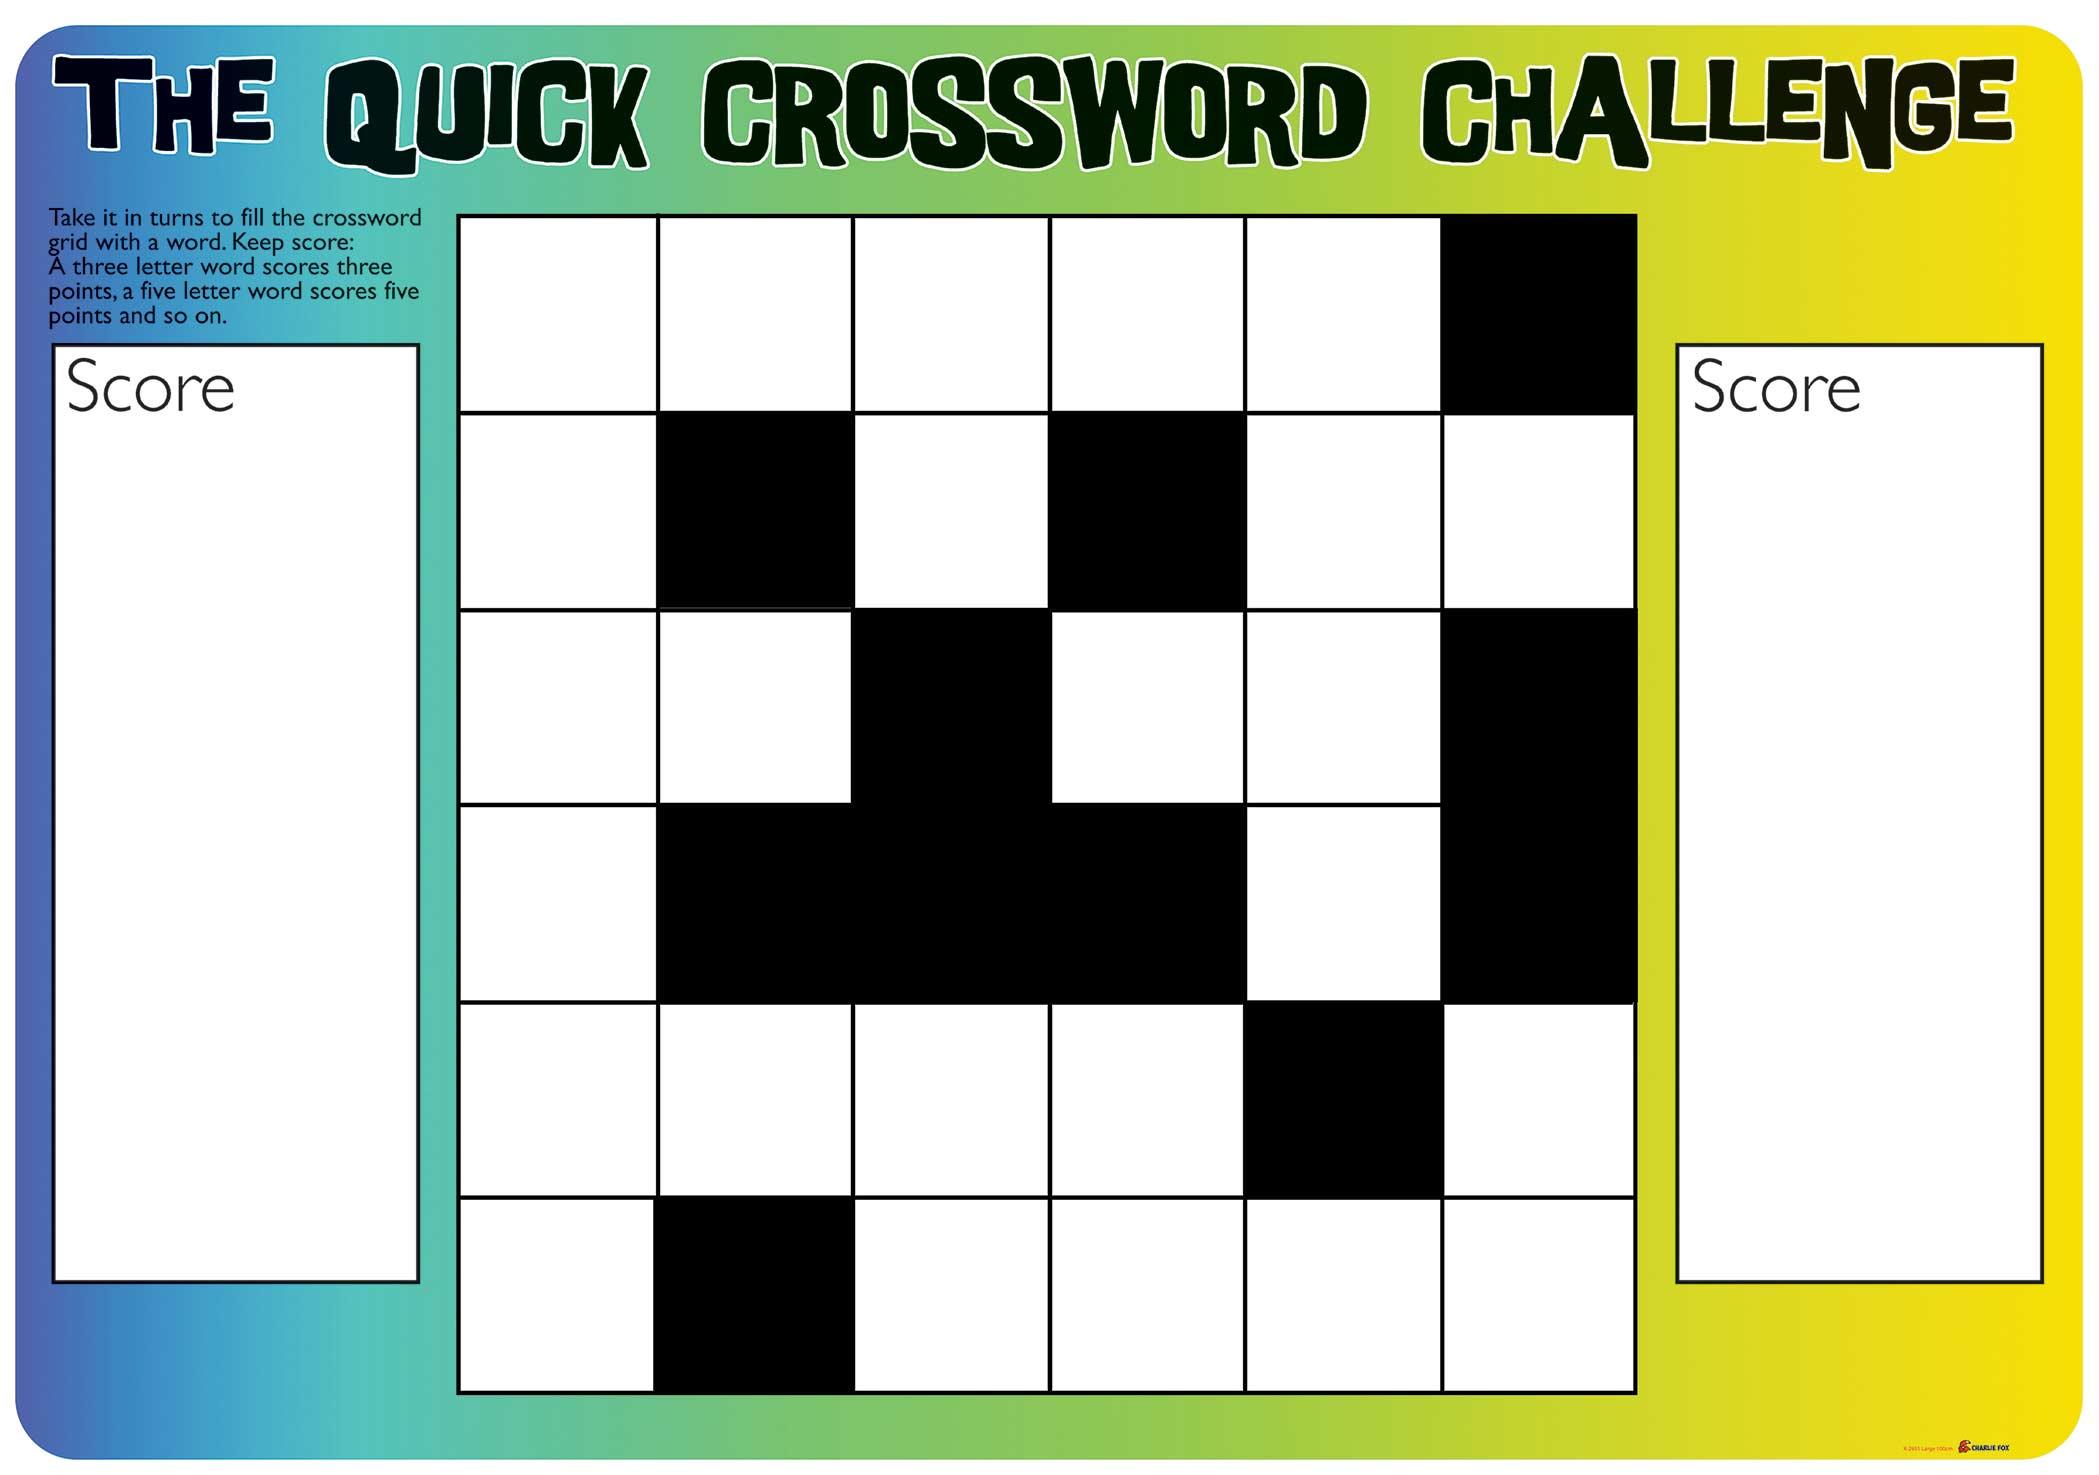 THE QUICK CROSSWORD CHALLENGE
Take it in turns to fill the crossword
grid with a word. Keep score:
A three letter word scores three
points, a five letter word scores five
points and so on.
Score
Score
CHARLIE FOX